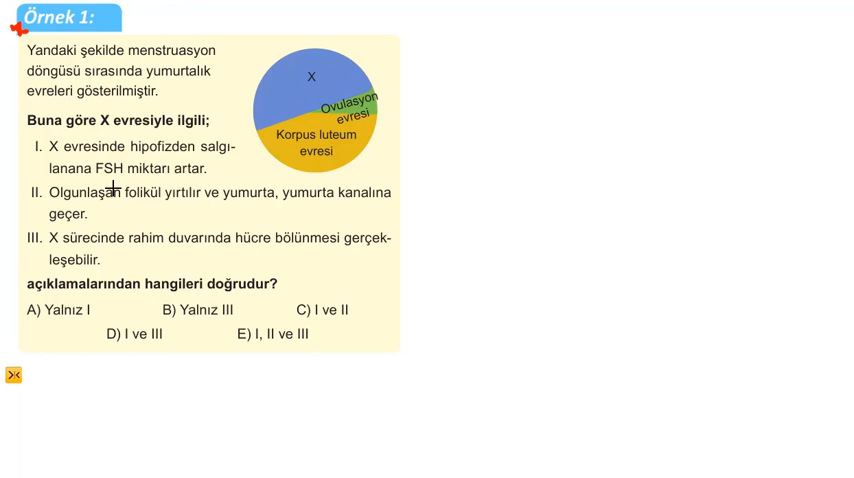 Örnek 1:
Yandaki şekilde menstruasyon
döngüsü sırasında yumurtalık
evreleri gösterilmiştir.
X
Ovulasyon
evresi
Korpus luteum
evresi
Buna göre X evresiyle ilgili;
I. X evresinde hipofizden salgı-
lanana FSH miktarı artar.
II. Olgunlaşan folikül yırtılır ve yumurta, yumurta kanalına
geçer.
III. X sürecinde rahim duvarında hücre bölünmesi gerçek-
leşebilir.
açıklamalarından hangileri doğrudur?
A) Yalnız I B) Yalnız III C) I ve II
D) I ve III E) I, II ve III